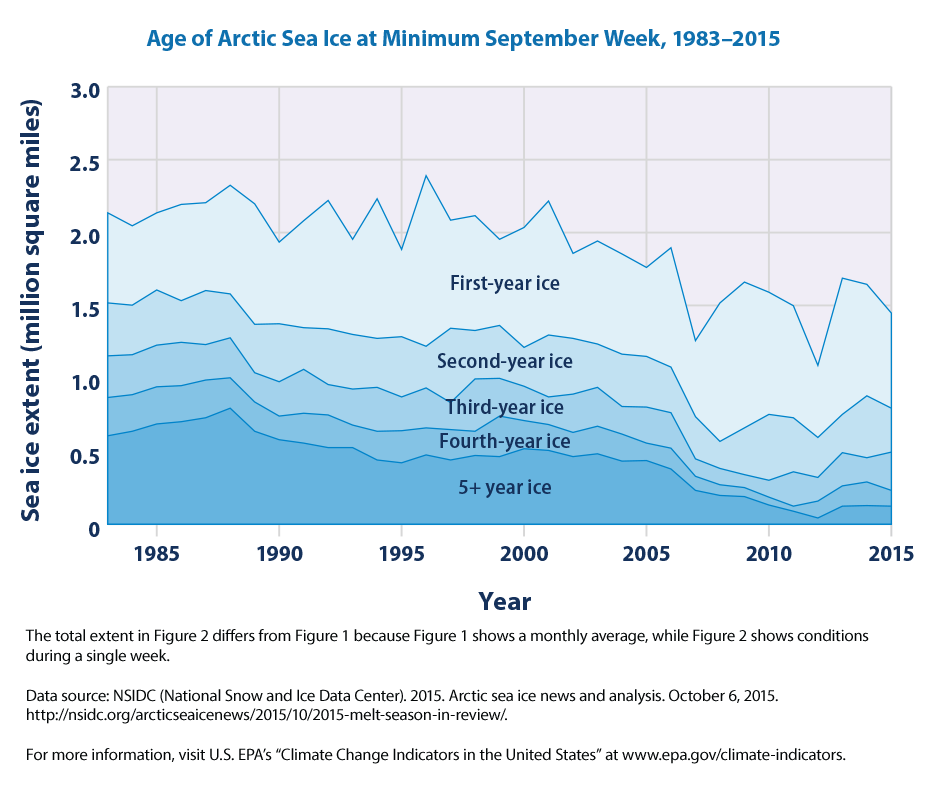 Age of Arctic Sea Ice at Minimum September Week, 1983–2015
Sea ice extent (million square miles)
3.0
2.5
2.0
1.5
1.0
0.5
0
First-year ice
Second-year ice
Third-year ice
Fourth-year ice
5+ year ice
1985 1990 1995 2000 2005 2010 2015
Year
The total extent in Figure 2 differs from Figure 1 because Figure 1 shows a monthly average, while Figure 2 shows conditions
during a single week.
Data source: NSIDC (National Snow and Ice Data Center). 2015. Arctic sea ice news and analysis. October 6, 2015.
http://nsidc.org/arcticseaicenews/2015/10/2015-melt-season-in-review/.
For more information, visit U.S. EPA’s “Climate Change Indicators in the United States” at www.epa.gov/climate-indicators.